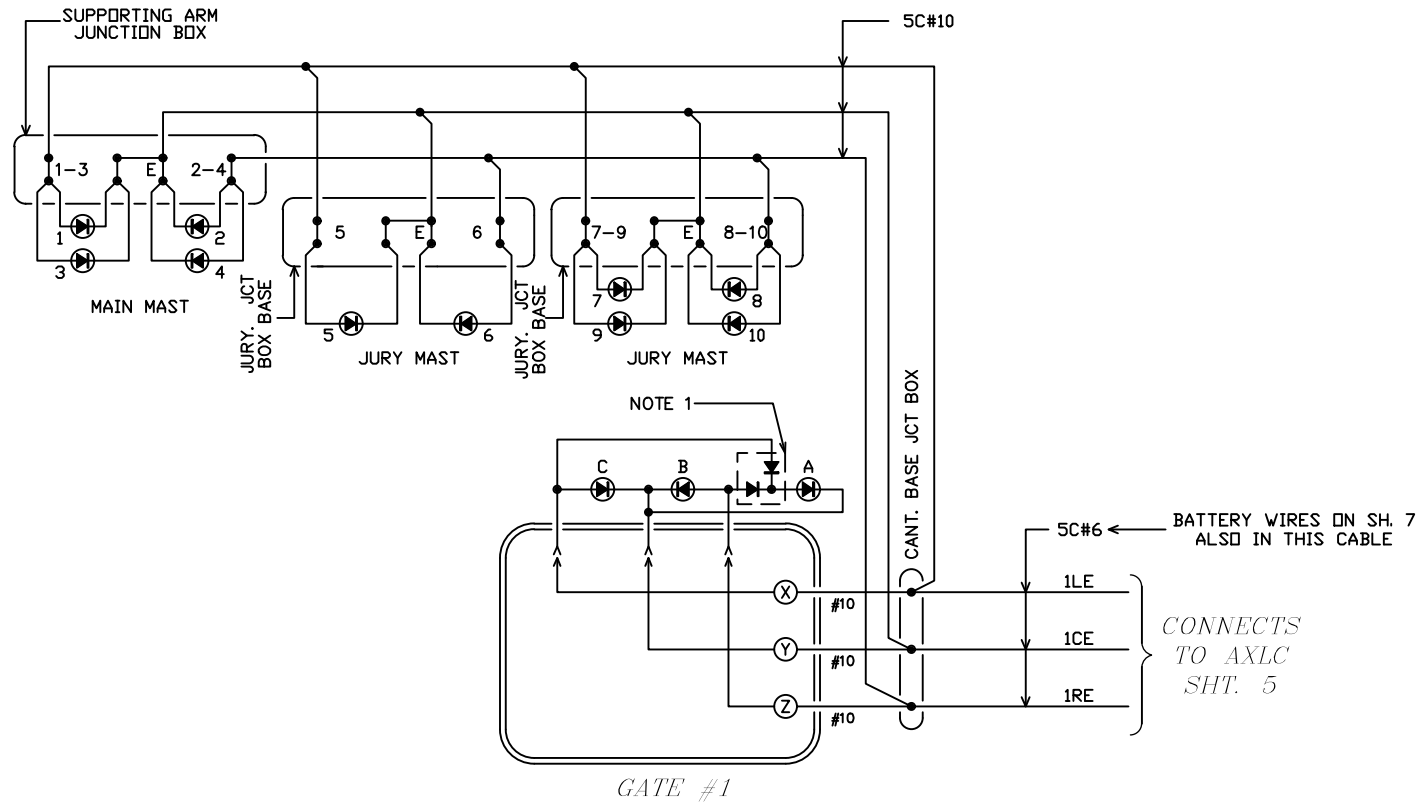 SUPPORTING ARM
JUNCTION BOX
5C#10
1-3
E
2-4
1
2
3
4
MAIN MAST
5
E
6
5
6
JURY. JCT
BOX BASE
JURY MAST
7-9
E
8-10
7
8
9
10
JURY. JCT
BOX BASE
JURY MAST
NOTE 1
C
B
A
CANT. BASE JCT BOX
5C#6
BATTERY WIRES ON SH. 7
ALSO IN THIS CABLE
X
#10
1LE
Y
#10
1CE
Z
#10
1RE
CONNECTS
TO AXLC
SHT. 5
GATE #1